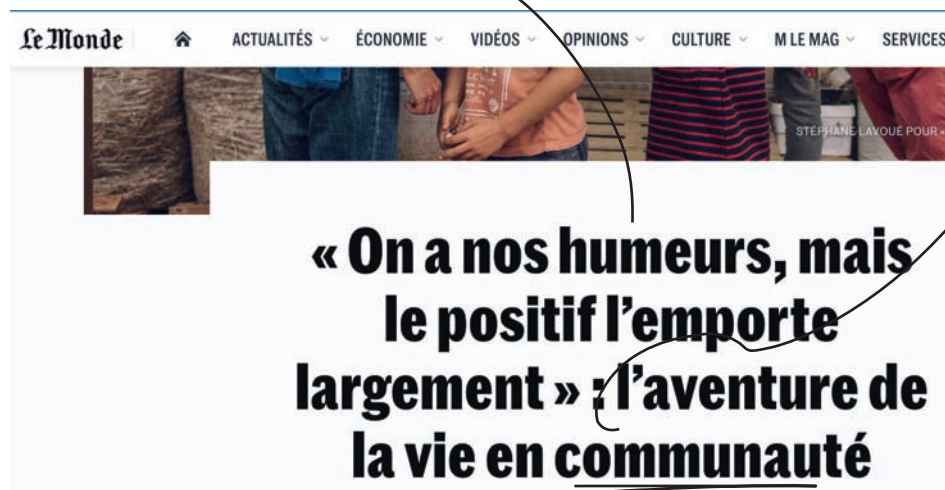 Le Monde
ACTUALITÉS ÉCONOMIE VIDÉOS OPINIONS CULTURE M LE MAG SERVICES
STÉPHANE LAVOUÉ POUR «
« On a nos humeurs, mais
le positif l’emporte
largement » : l’aventure de
la vie en communauté